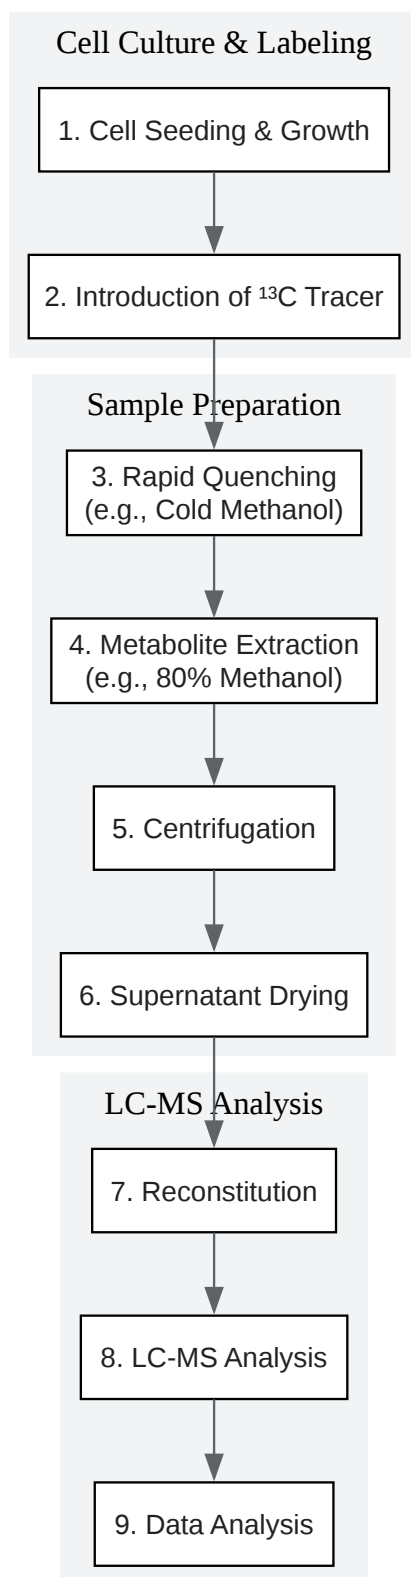 Cell Culture & Labeling
1. Cell Seeding & Growth
2. Introduction of ¹³C Tracer
Sample Preparation
3. Rapid Quenching
(e.g., Cold Methanol)
4. Metabolite Extraction
(e.g., 80% Methanol)
5. Centrifugation
6. Supernatant Drying
LC-MS Analysis
7. Reconstitution
8. LC-MS Analysis
9. Data Analysis